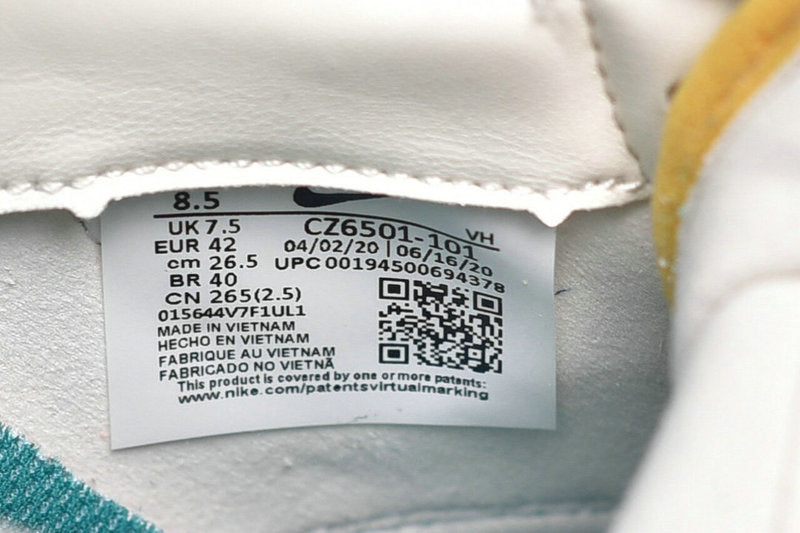 8.5
UK 7.5
EUR 42
cm 26.5
BR 40
CN 265(2.5)
015644V7F1UL1
MADE IN VIETNAM
HECHO EN VIETNAM
FABRIQUE AU VIETNAM
FABRICADO NO VIETNÃ
CZ6501-101
VH
04/02/20 | 06/16/20
UPC 00194500694378
This product is covered by one or more patents:
www.nike.com/patentsvirtualmarking